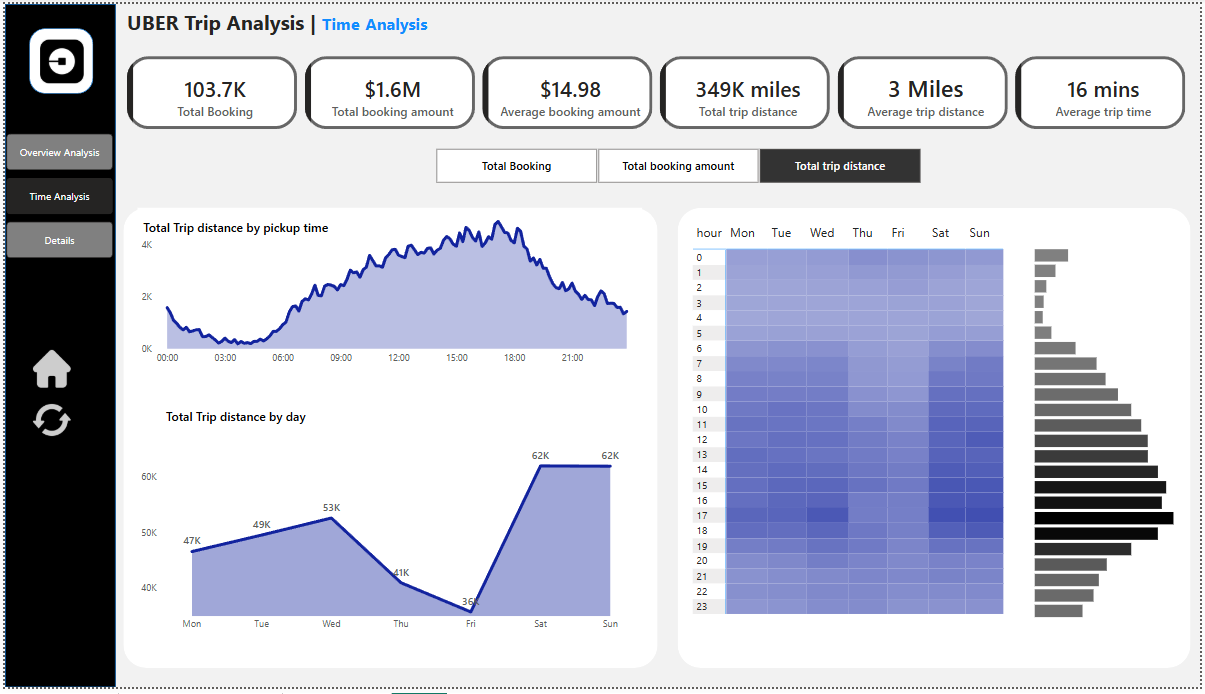 UBER Trip Analysis | Time Analysis
103.7K
Total Booking
$1.6M
Total booking amount
$14.98
Average booking amount
349K miles
Total trip distance
3 Miles
Average trip distance
16 mins
Average trip time
Overview Analysis
Time Analysis
Details
Total Booking
Total booking amount
Total trip distance
Total Trip distance by pickup time
4K
2K
0K
00:00 03:00 06:00 09:00 12:00 15:00 18:00 21:00
Total Trip distance by day
60K
50K
40K
47K
49K
53K
41K
36K
62K
62K
Mon Tue Wed Thu Fri Sat Sun
hour Mon Tue Wed Thu Fri Sat Sun
0
1
2
3
4
5
6
7
8
9
10
11
12
13
14
15
16
17
18
19
20
21
22
23